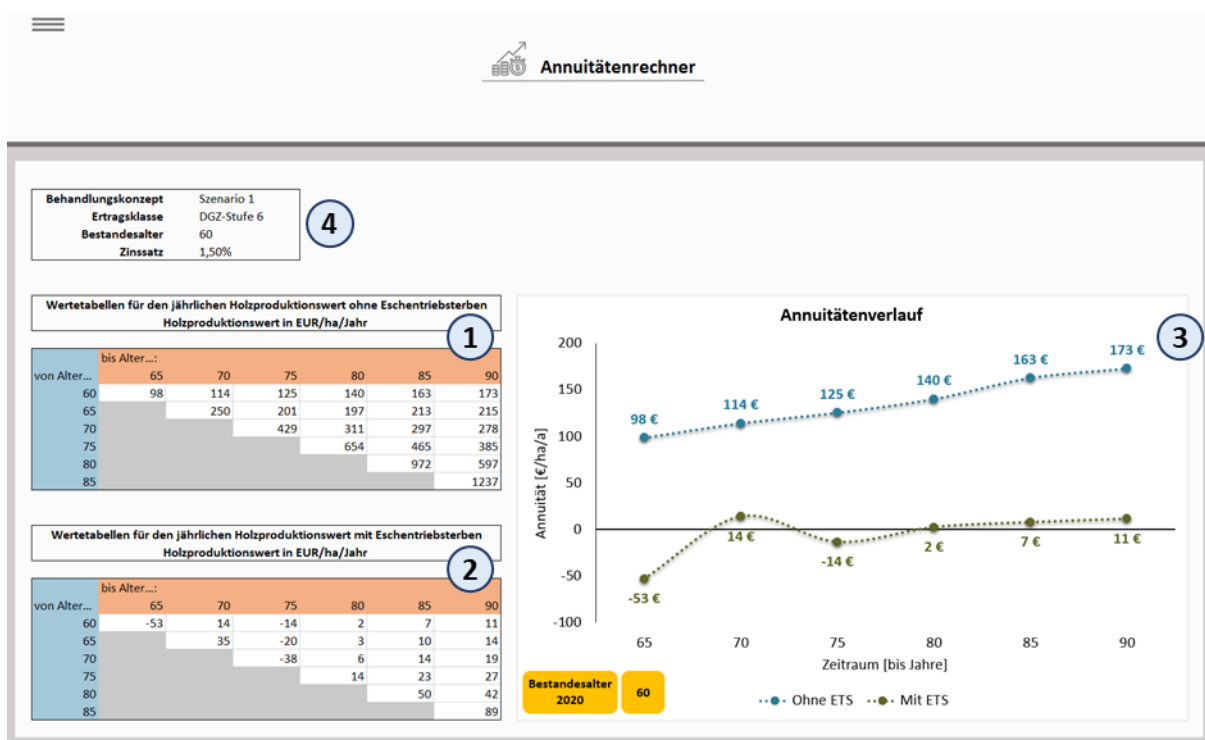 Annuitätenrechner
Behandlungskonzept Szenario 1
Ertragsklasse DGZ-Stufe 6
Bestandesalter 60
Zinssatz 1,50%
4
Wertetabellen für den jährlichen Holzproduktionswert ohne Eschentriebsterben
Holzproduktionswert in EUR/ha/Jahr
1
bis Alter...:
von Alter... 65 70 75 80 85 90
60 98 114 125 140 163 173
65 250 201 197 213 215
70 429 311 297 278
75 654 465 385
80 972 597
85 1237
Wertetabellen für den jährlichen Holzproduktionswert mit Eschentriebsterben
Holzproduktionswert in EUR/ha/Jahr
2
bis Alter...:
von Alter... 65 70 75 80 85 90
60 -53 14 -14 2 7 11
65 35 -20 3 10 14
70 -38 6 14 19
75 14 23 27
80 50 42
85 89
Annuitätenverlauf
3
Annuität [€/ha/a]
200
150
100
50
0
-50
-100
98 € 114 € 125 € 140 € 163 € 173 €
-53 € 14 € -14 € 2 € 7 € 11 €
65 70 75 80 85 90
Zeitraum [bis Jahre]
Bestandesalter
2020
60
Ohne ETS Mit ETS